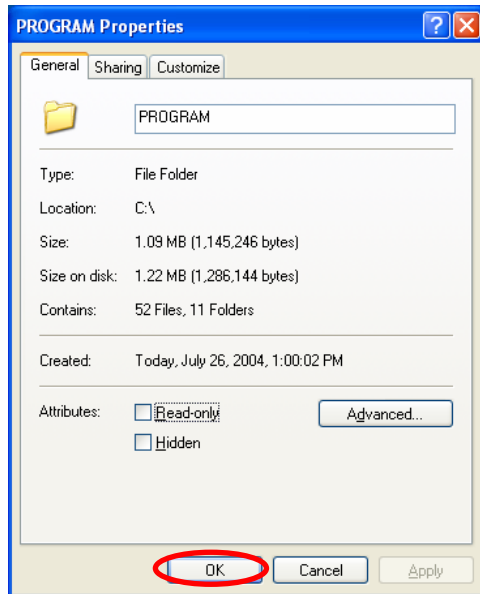 PROGRAM Properties
General Sharing Customize
PROGRAM
Type: File Folder
Location: C:\
Size: 1.09 MB (1,145,246 bytes)
Size on disk: 1.22 MB (1,286,144 bytes)
Contains: 52 Files, 11 Folders
Created: Today, July 26, 2004, 1:00:02 PM
Attributes: Read-only Advanced...
Hidden
OK Cancel Apply